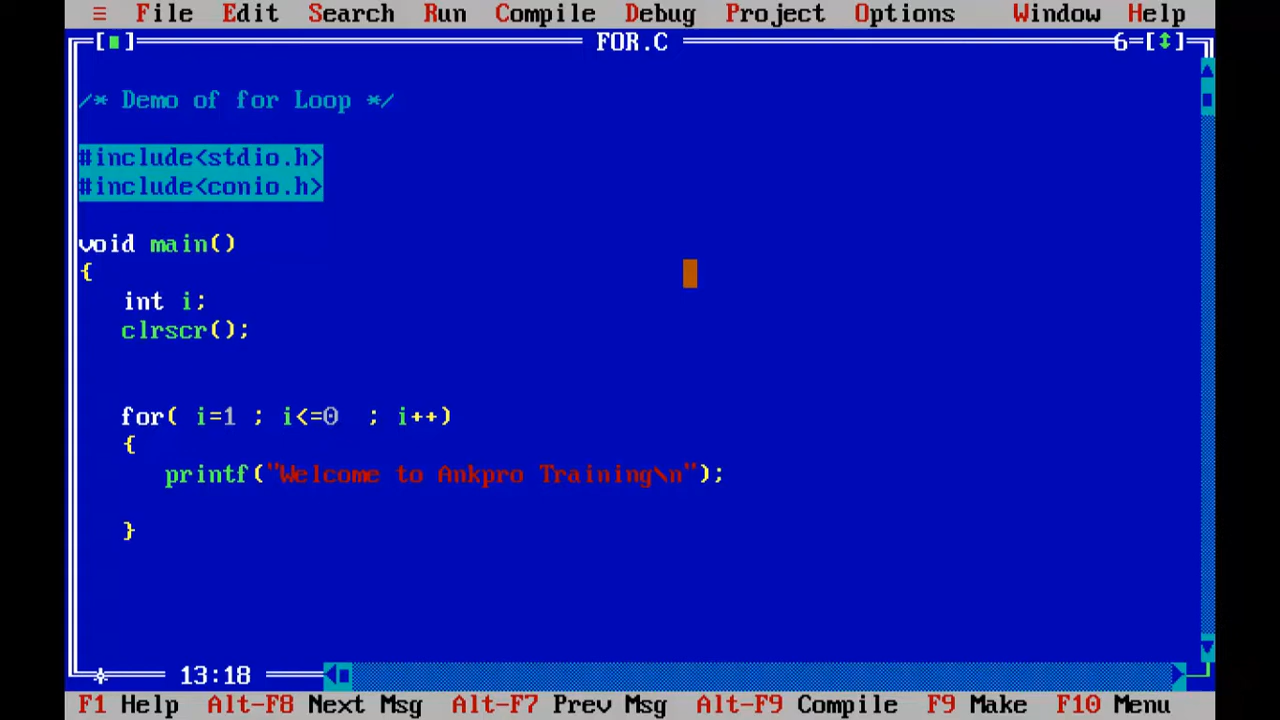 ≡ File Edit Search Run Compile Debug Project Options Window Help
[■] FOR.C 6=[↕]
/* Demo of for Loop */
#include<stdio.h>
#include<conio.h>
void main()
{
int i;
clrscr();
for( i=1 ; i<=0 ; i++)
{
printf("Welcome to Ankpro Training\n");
}
13:18
F1 Help Alt-F8 Next Msg Alt-F7 Prev Msg Alt-F9 Compile F9 Make F10 Menu